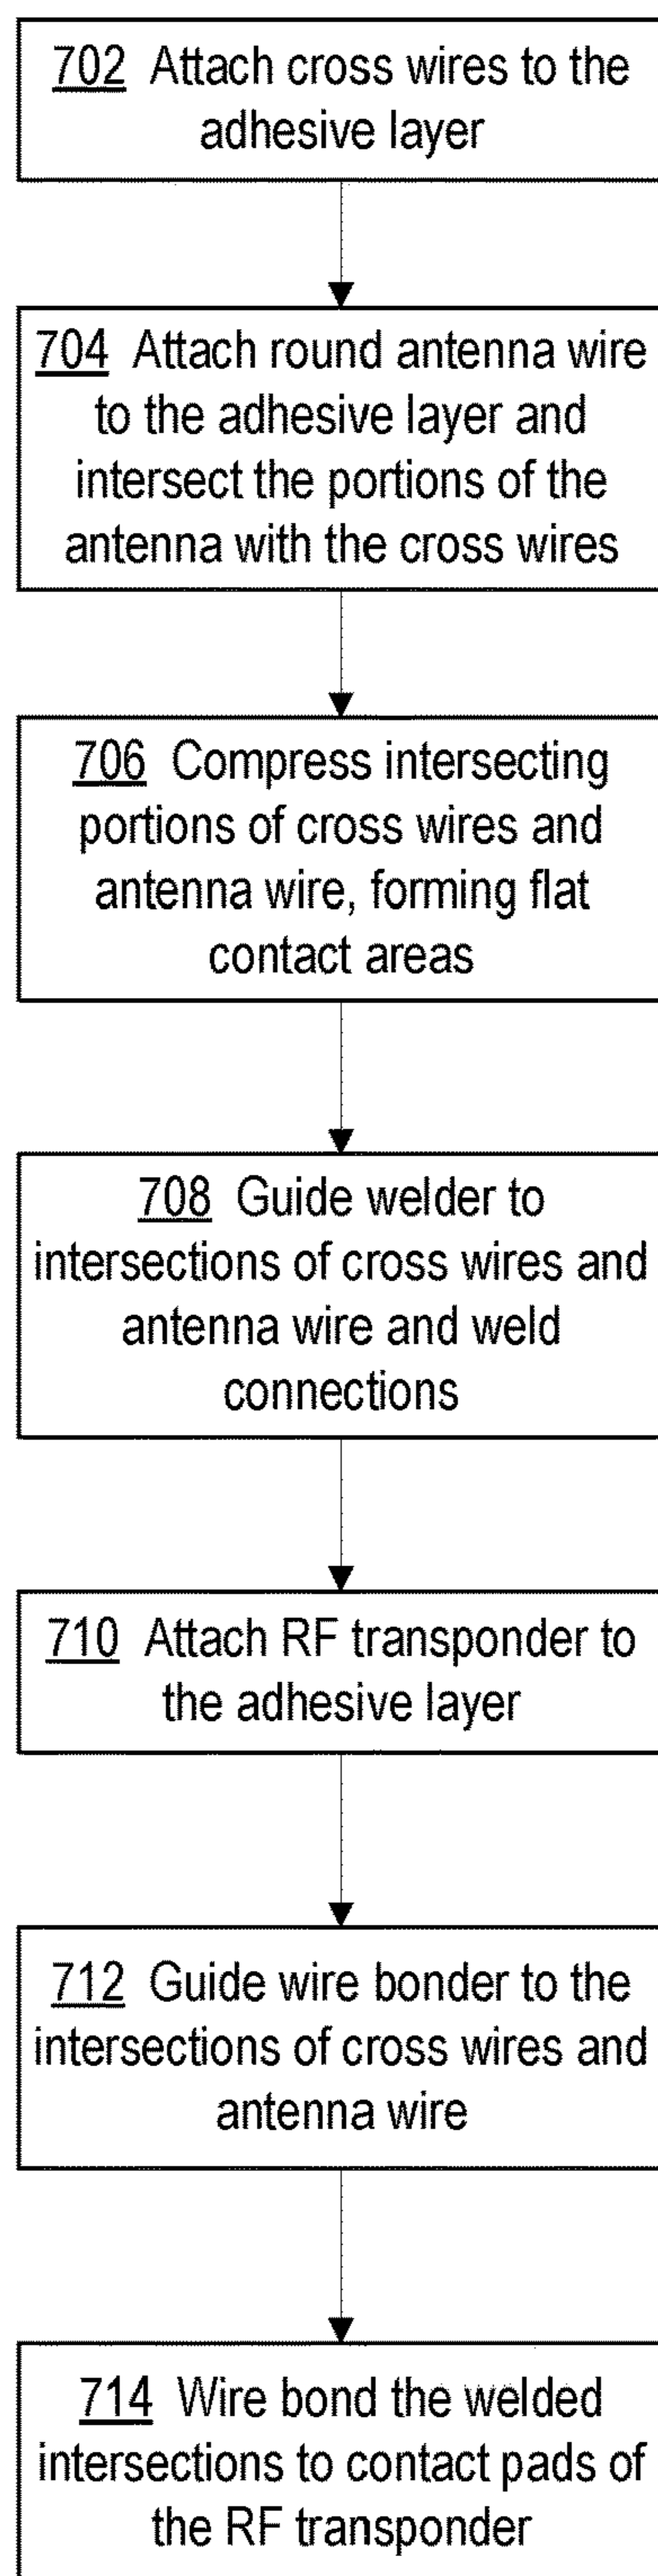 702 Attach cross wires to the
adhesive layer
704 Attach round antenna wire
to the adhesive layer and
intersect the portions of the
antenna with the cross wires
706 Compress intersecting
portions of cross wires and
antenna wire, forming flat
contact areas
708 Guide welder to
intersections of cross wires and
antenna wire and weld
connections
710 Attach RF transponder to
the adhesive layer
712 Guide wire bonder to the
intersections of cross wires and
antenna wire
714 Wire bond the welded
intersections to contact pads of
the RF transponder